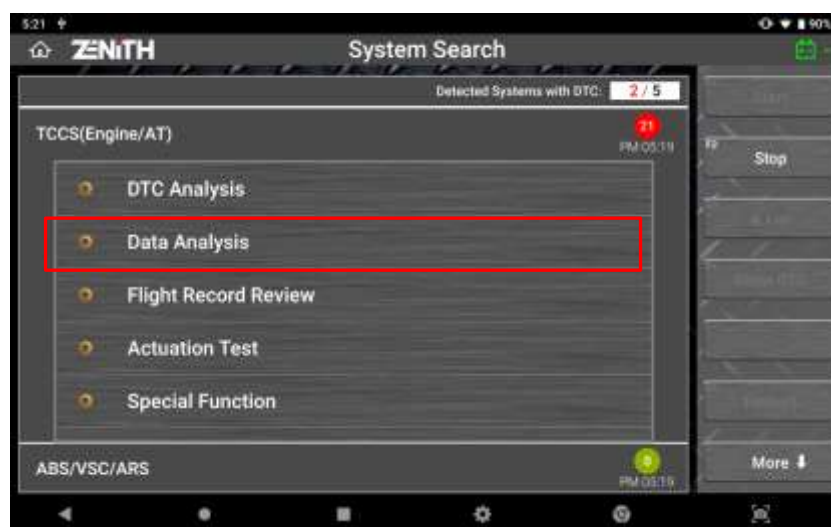 5:21
90%
ZENITH
System Search
Detected Systems with DTC: 2 / 5
TCCS(Engine/AT)
21
PM 05:19
Stop
DTC Analysis
Data Analysis
Flight Record Review
Actuation Test
Special Function
ABS/VSC/ARS
0
PM 05:19
More